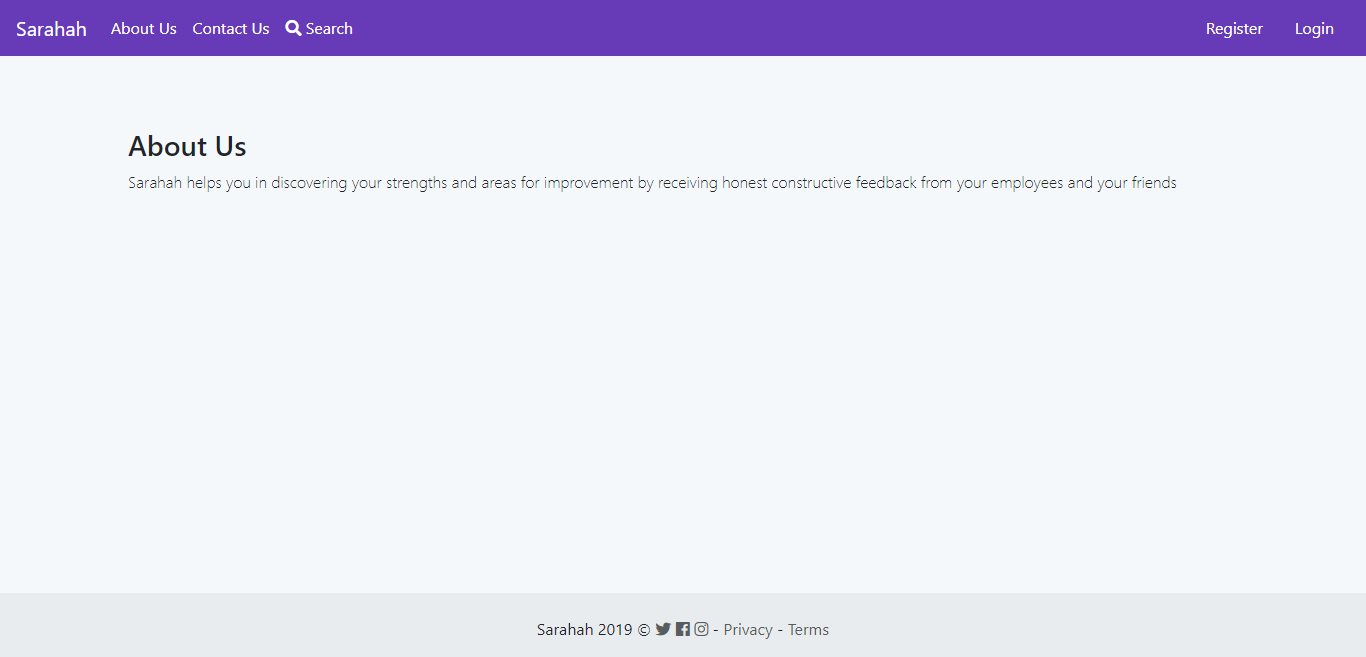 Sarahah About Us Contact Us Search Register Login
About Us
Sarahah helps you in discovering your strengths and areas for improvement by receiving honest constructive feedback from your employees and your friends
Sarahah 2019 © - Privacy - Terms